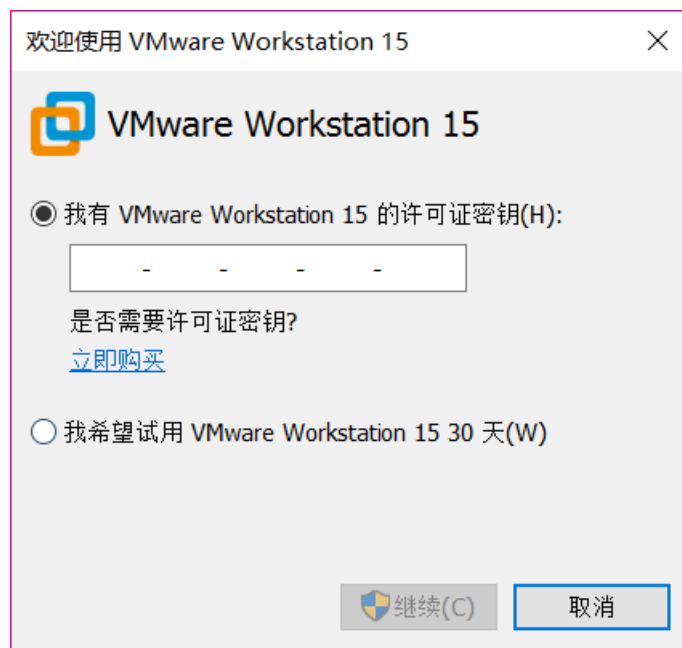 欢迎使用 VMware Workstation 15
VMware Workstation 15
我有 VMware Workstation 15 的许可证密钥(H):
- - - -
是否需要许可证密钥?
立即购买
我希望试用 VMware Workstation 15 30 天(W)
继续(C) 取消